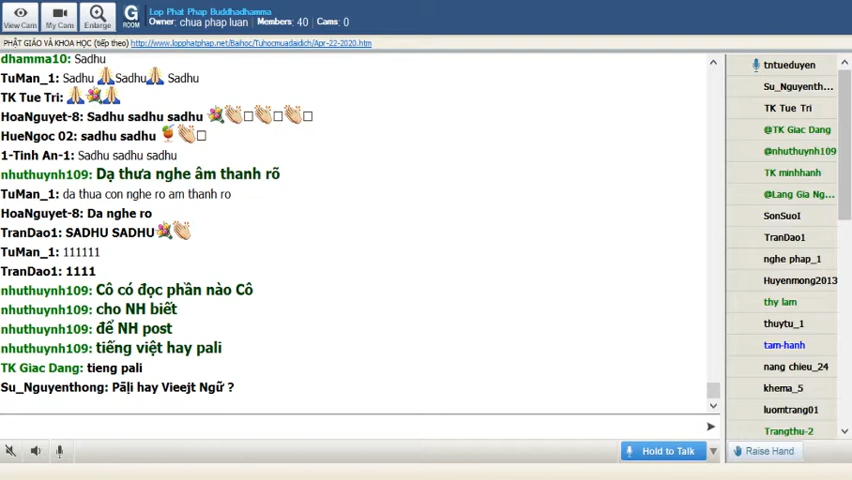 View Cam
My Cam
Enlarge
G
ROOM
Lop Phat Phap Buddhadhamma
Owner: chua phap luan Members: 40 Cams: 0
PHẬT GIÁO VÀ KHOA HỌC (tiếp theo) http://www.lopphatphap.net/Baihoc/Tuhocmuadaidich/Apr-22-2020.htm
dhamma10: Sadhu
TuMan_1: Sadhu 🙏Sadhu🙏 Sadhu
TK Tue Tri: 🙏💐🙏
HoaNguyet-8: Sadhu sadhu sadhu 💐👏□👏□👏□
HueNgoc 02: sadhu sadhu 🍹👏□
1-Tinh An-1: Sadhu sadhu sadhu
nhuthuynh109: Dạ thưa nghe âm thanh rõ
TuMan_1: da thua con nghe ro am thanh ro
HoaNguyet-8: Da nghe ro
TranDao1: SADHU SADHU💐👏
TuMan_1: 111111
TranDao1: 1111
nhuthuynh109: Cô có đọc phần nào Cô
nhuthuynh109: cho NH biết
nhuthuynh109: để NH post
nhuthuynh109: tiếng việt hay pali
TK Giac Dang: tieng pali
Su_Nguyenthong: Pāḷi hay Vieejt Ngữ ?
Hold to Talk
tntueduyen
Su_Nguyenth...
TK Tue Tri
@TK Giac Dang
@nhuthuynh109
TK minhhanh
@Lang Gia Ng...
SonSuoI
TranDao1
nghe phap_1
Huyenmong2013
thy lam
thuytu_1
tam-hanh
nang chieu_24
khema_5
luomtrang01
Trangthu-2
Raise Hand